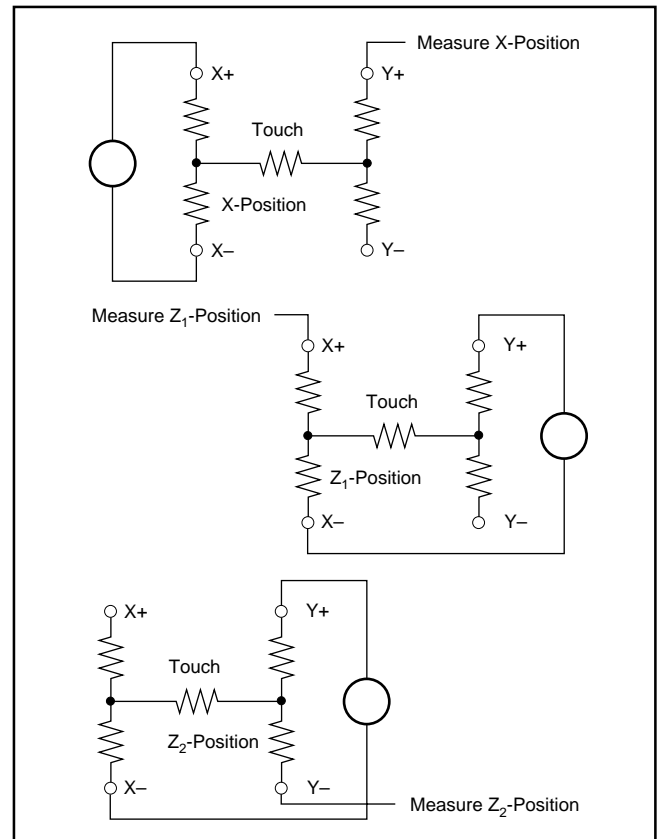 Measure X-Position
X+ Y+
Touch
X-Position
X– Y–
Measure Z₁-Position
X+ Y+
Touch
Z₁-Position
X– Y–
X+ Y+
Touch
Z₂-Position
X– Y–
Measure Z₂-Position